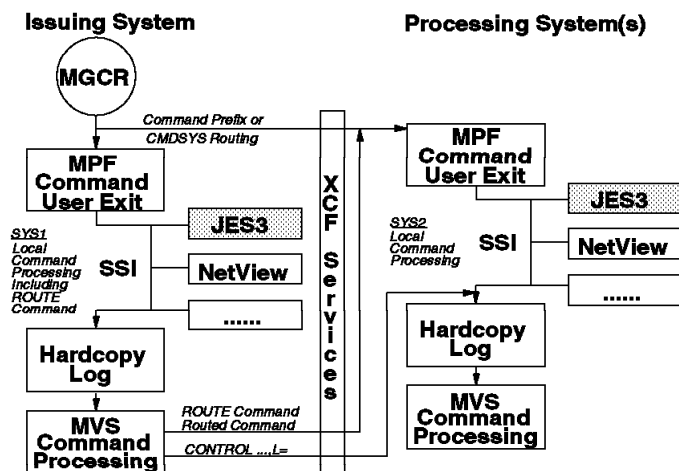 Issuing System
Processing System(s)
MGCR
Command Prefix or
CMDSYS Routing
MPF
Command
User Exit
MPF
Command
User Exit
XCF Services
JES3
JES3
SYS1
Local
Command
Processing
Including
ROUTE
Command
SSI
NetView
SYS2
Local
Command
Processing
SSI
NetView
......
......
Hardcopy
Log
Hardcopy
Log
MVS
Command
Processing
ROUTE Command
Routed Command
CONTROL ...,L=
MVS
Command
Processing